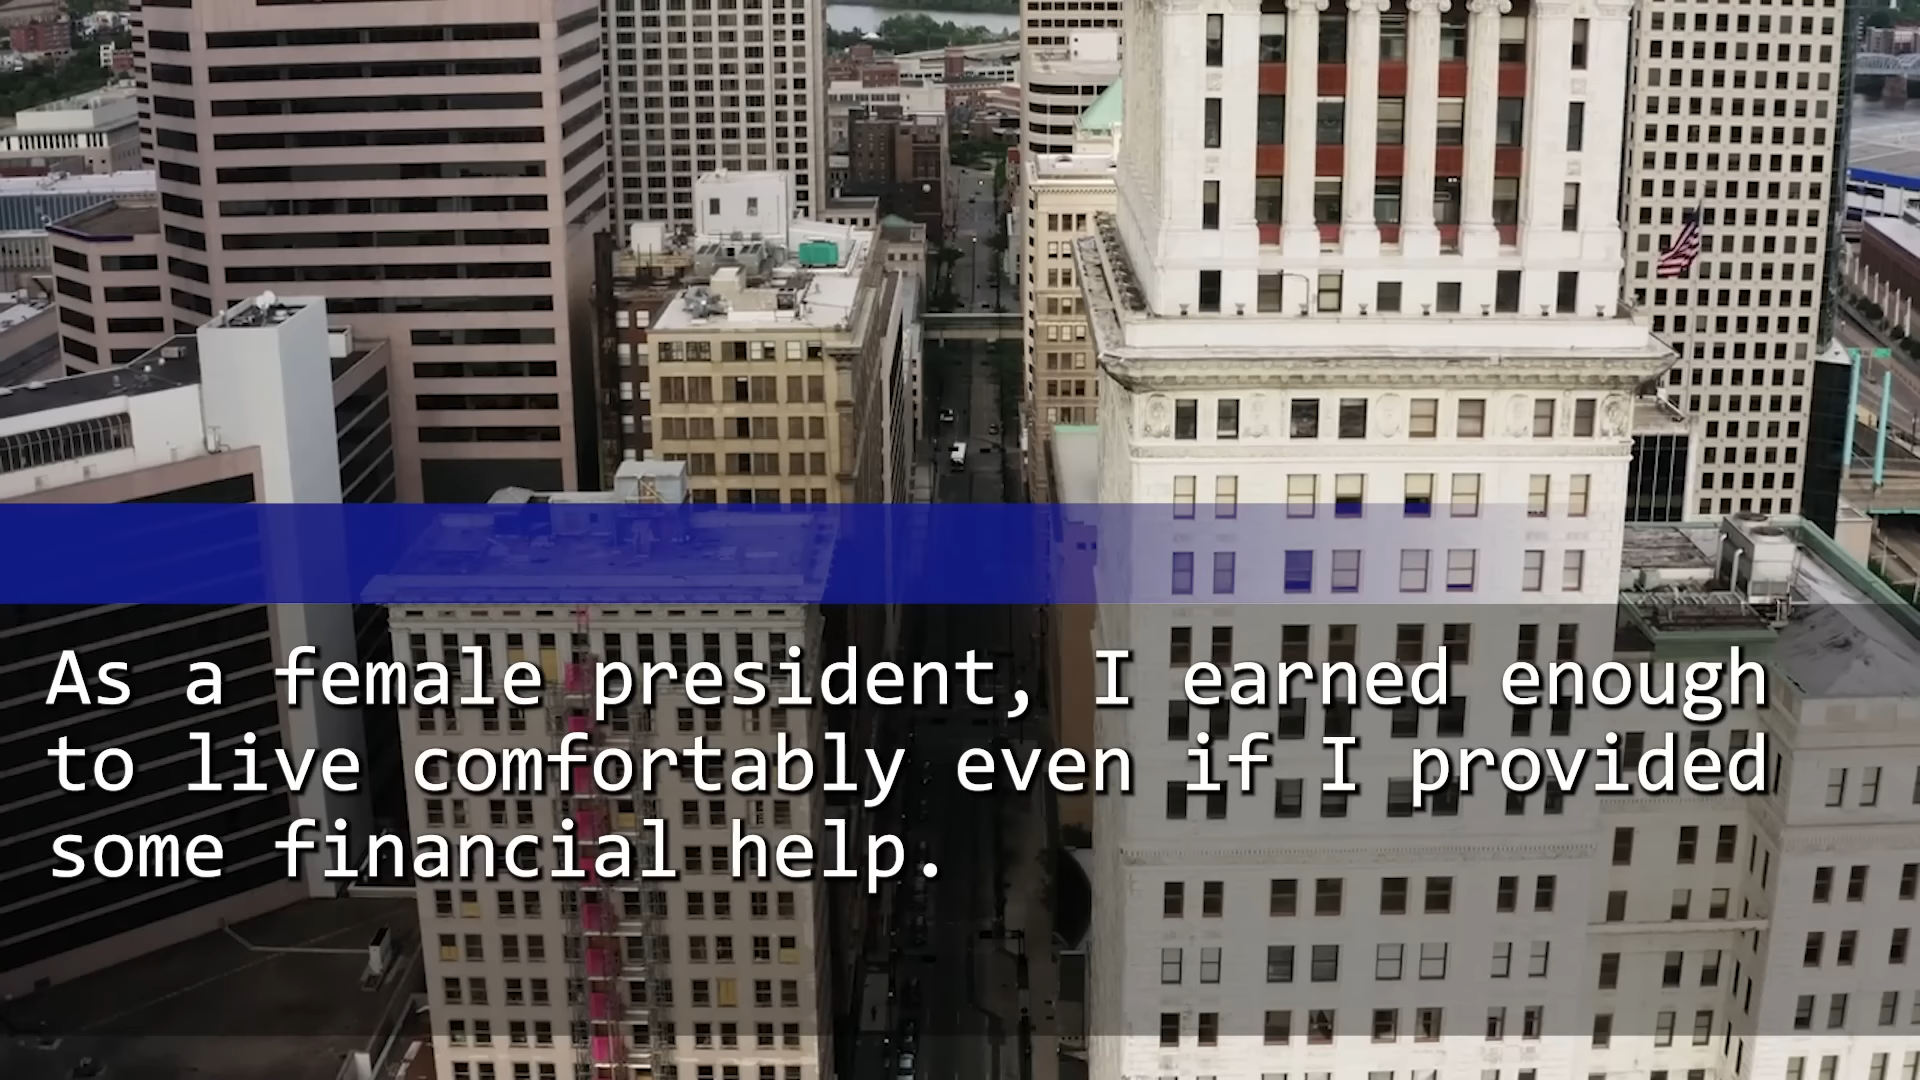 As a female president, I earned enough
to live comfortably even if I provided
some financial help.